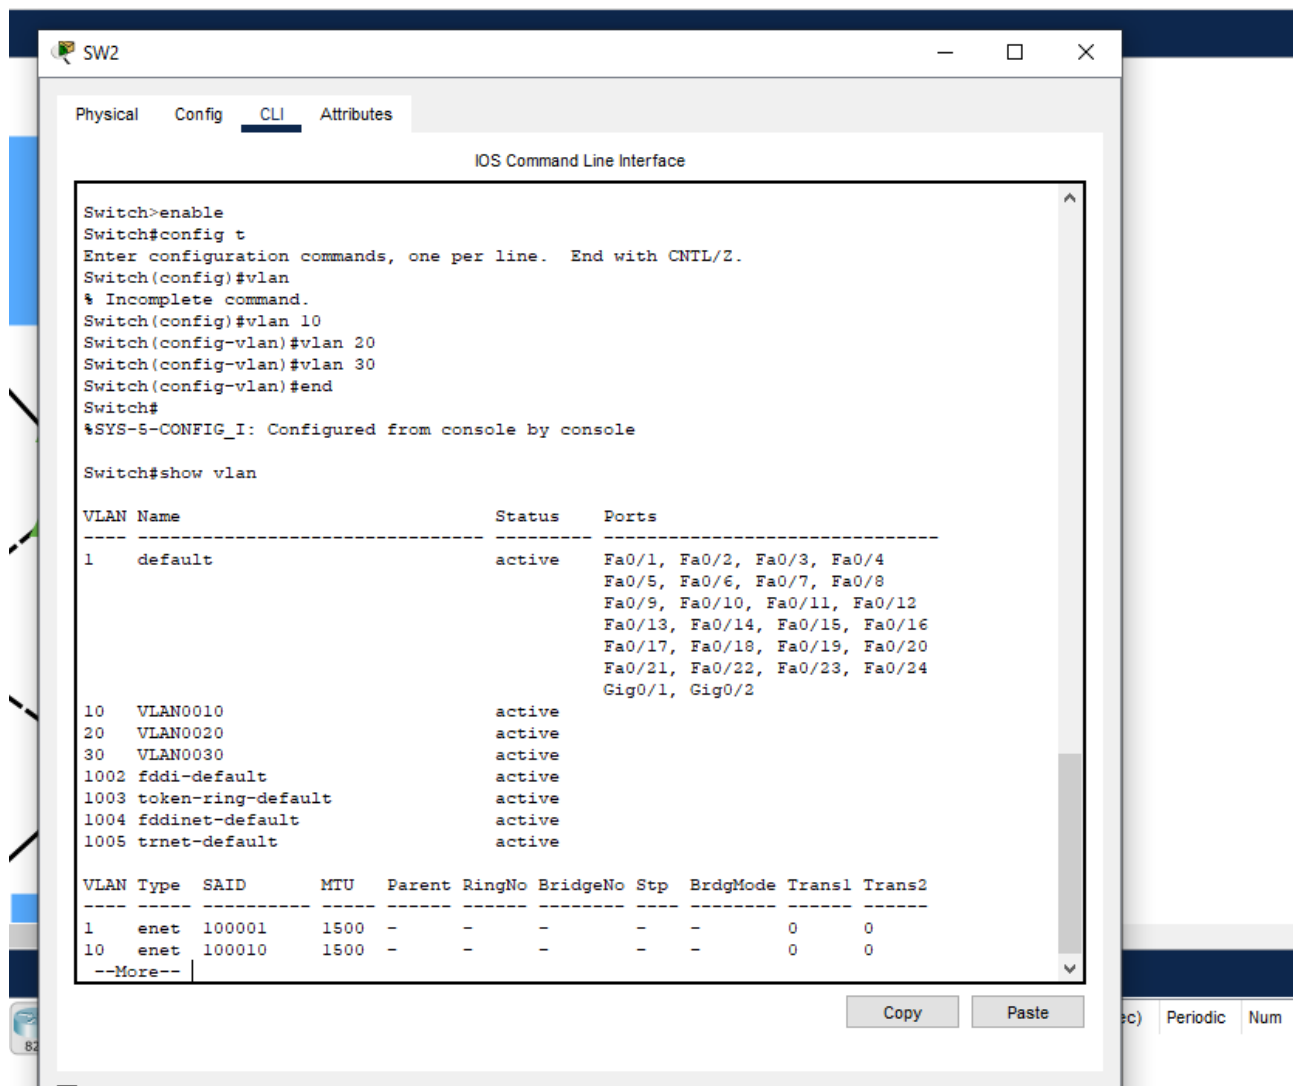 SW2
Physical Config CLI Attributes
IOS Command Line Interface
Switch>enable
Switch#config t
Enter configuration commands, one per line.  End with CNTL/Z.
Switch(config)#vlan
% Incomplete command.
Switch(config)#vlan 10
Switch(config-vlan)#vlan 20
Switch(config-vlan)#vlan 30
Switch(config-vlan)#end
Switch#
%SYS-5-CONFIG_I: Configured from console by console
Switch#show vlan
VLAN Name                             Status    Ports
---- -------------------------------- --------- -------------------------------
1    default                          active    Fa0/1, Fa0/2, Fa0/3, Fa0/4
                                                Fa0/5, Fa0/6, Fa0/7, Fa0/8
                                                Fa0/9, Fa0/10, Fa0/11, Fa0/12
                                                Fa0/13, Fa0/14, Fa0/15, Fa0/16
                                                Fa0/17, Fa0/18, Fa0/19, Fa0/20
                                                Fa0/21, Fa0/22, Fa0/23, Fa0/24
                                                Gig0/1, Gig0/2
10   VLAN0010                         active
20   VLAN0020                         active
30   VLAN0030                         active
1002 fddi-default                     active
1003 token-ring-default               active
1004 fddinet-default                  active
1005 trnet-default                    active
VLAN Type  SAID       MTU   Parent RingNo BridgeNo Stp  BrdgMode Trans1 Trans2
---- ----- ---------- ----- ------ ------ -------- ---- -------- ------ ------
1    enet  100001     1500  -      -      -        -    -        0      0
10   enet  100010     1500  -      -      -        -    -        0      0
 --More--
Copy Paste
Periodic Num